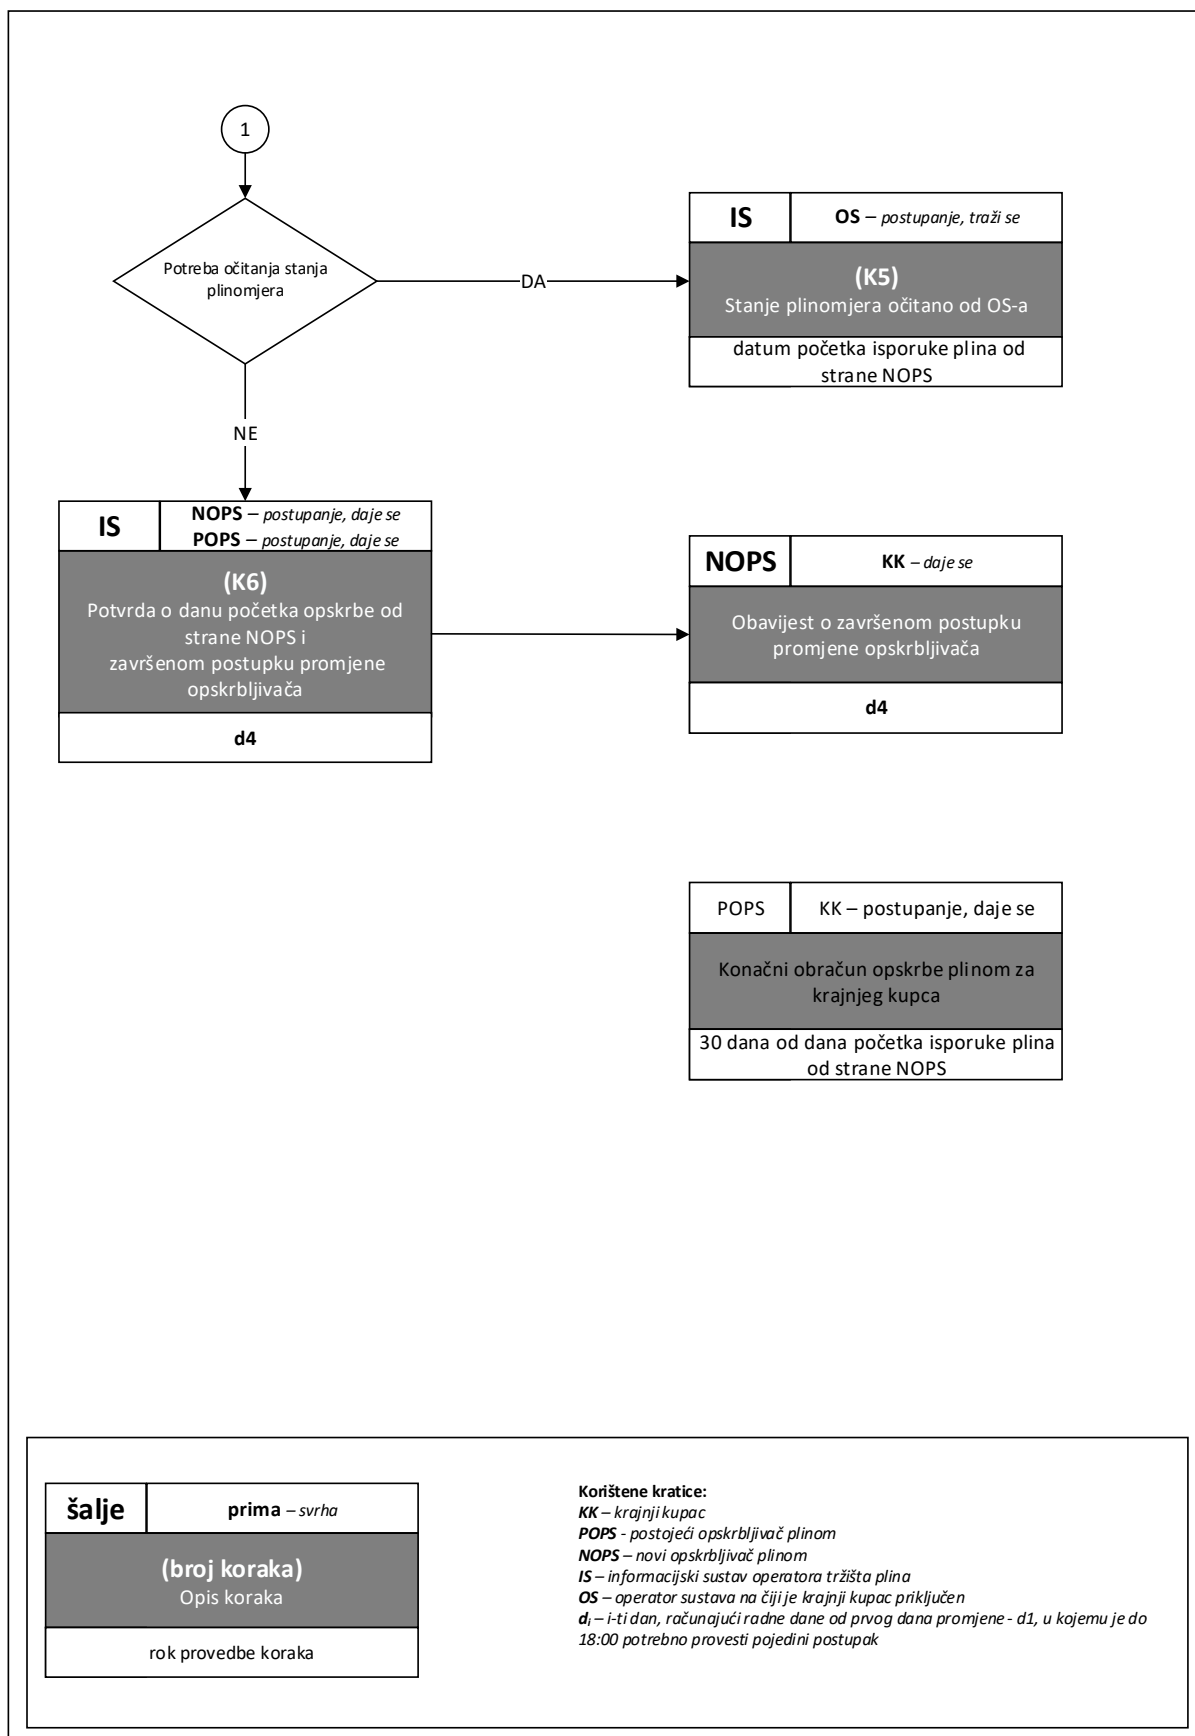 1
Potreba očitanja stanja
plinomjera
DA
IS
OS – postupanje, traži se
(K5)
Stanje plinomjera očitano od OS-a
datum početka isporuke plina od
strane NOPS
NE
IS
NOPS – postupanje, daje se
POPS – postupanje, daje se
(K6)
Potvrda o danu početka opskrbe od
strane NOPS i
završenom postupku promjene
opskrbljivača
d4
NOPS
KK – daje se
Obavijest o završenom postupku
promjene opskrbljivača
d4
POPS
KK – postupanje, daje se
Konačni obračun opskrbe plinom za
krajnjeg kupca
30 dana od dana početka isporuke plina
od strane NOPS
šalje
prima – svrha
(broj koraka)
Opis koraka
rok provedbe koraka
Korištene kratice:
KK – krajnji kupac
POPS - postojeći opskrbljivač plinom
NOPS – novi opskrbljivač plinom
IS – informacijski sustav operatora tržišta plina
OS – operator sustava na čiji je krajnji kupac priključen
di – i-ti dan, računajući radne dane od prvog dana promjene - d1, u kojemu je do
18:00 potrebno provesti pojedini postupak